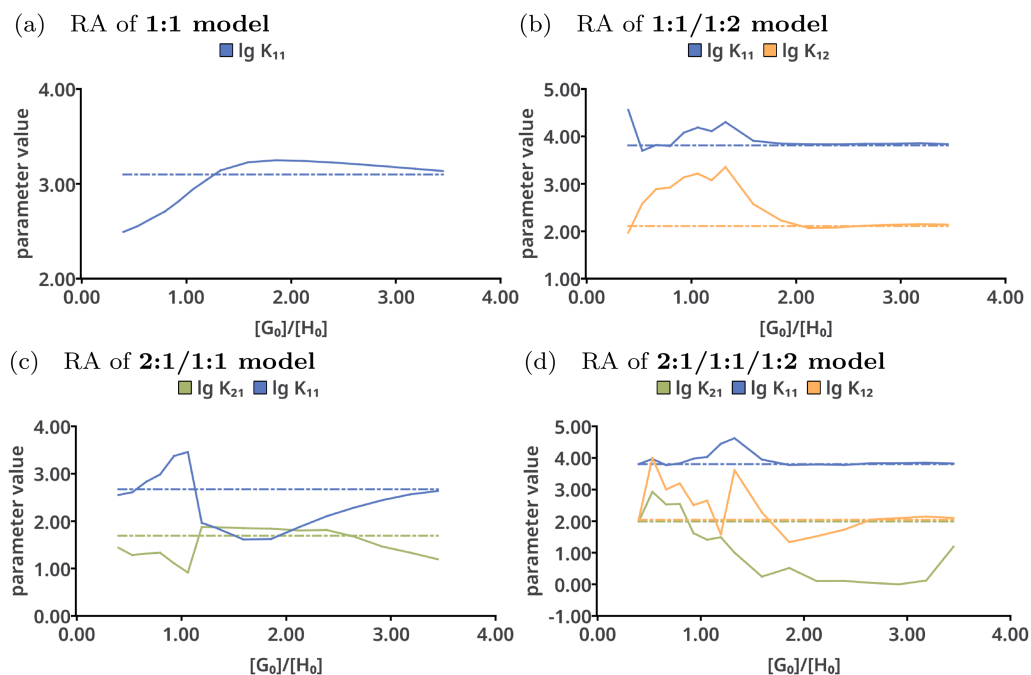 (a) RA of 1:1 model
lg K₁₁
parameter value
4.00
3.00
2.00
0.00 1.00 2.00 3.00 4.00
[G₀]/[H₀]
(b) RA of 1:1/1:2 model
lg K₁₁ lg K₁₂
parameter value
5.00
4.00
3.00
2.00
1.00
0.00 1.00 2.00 3.00 4.00
[G₀]/[H₀]
(c) RA of 2:1/1:1 model
lg K₂₁ lg K₁₁
parameter value
4.00
3.00
2.00
1.00
0.00
0.00 1.00 2.00 3.00 4.00
[G₀]/[H₀]
(d) RA of 2:1/1:1/1:2 model
lg K₂₁ lg K₁₁ lg K₁₂
parameter value
5.00
4.00
3.00
2.00
1.00
0.00
-1.00
0.00 1.00 2.00 3.00 4.00
[G₀]/[H₀]